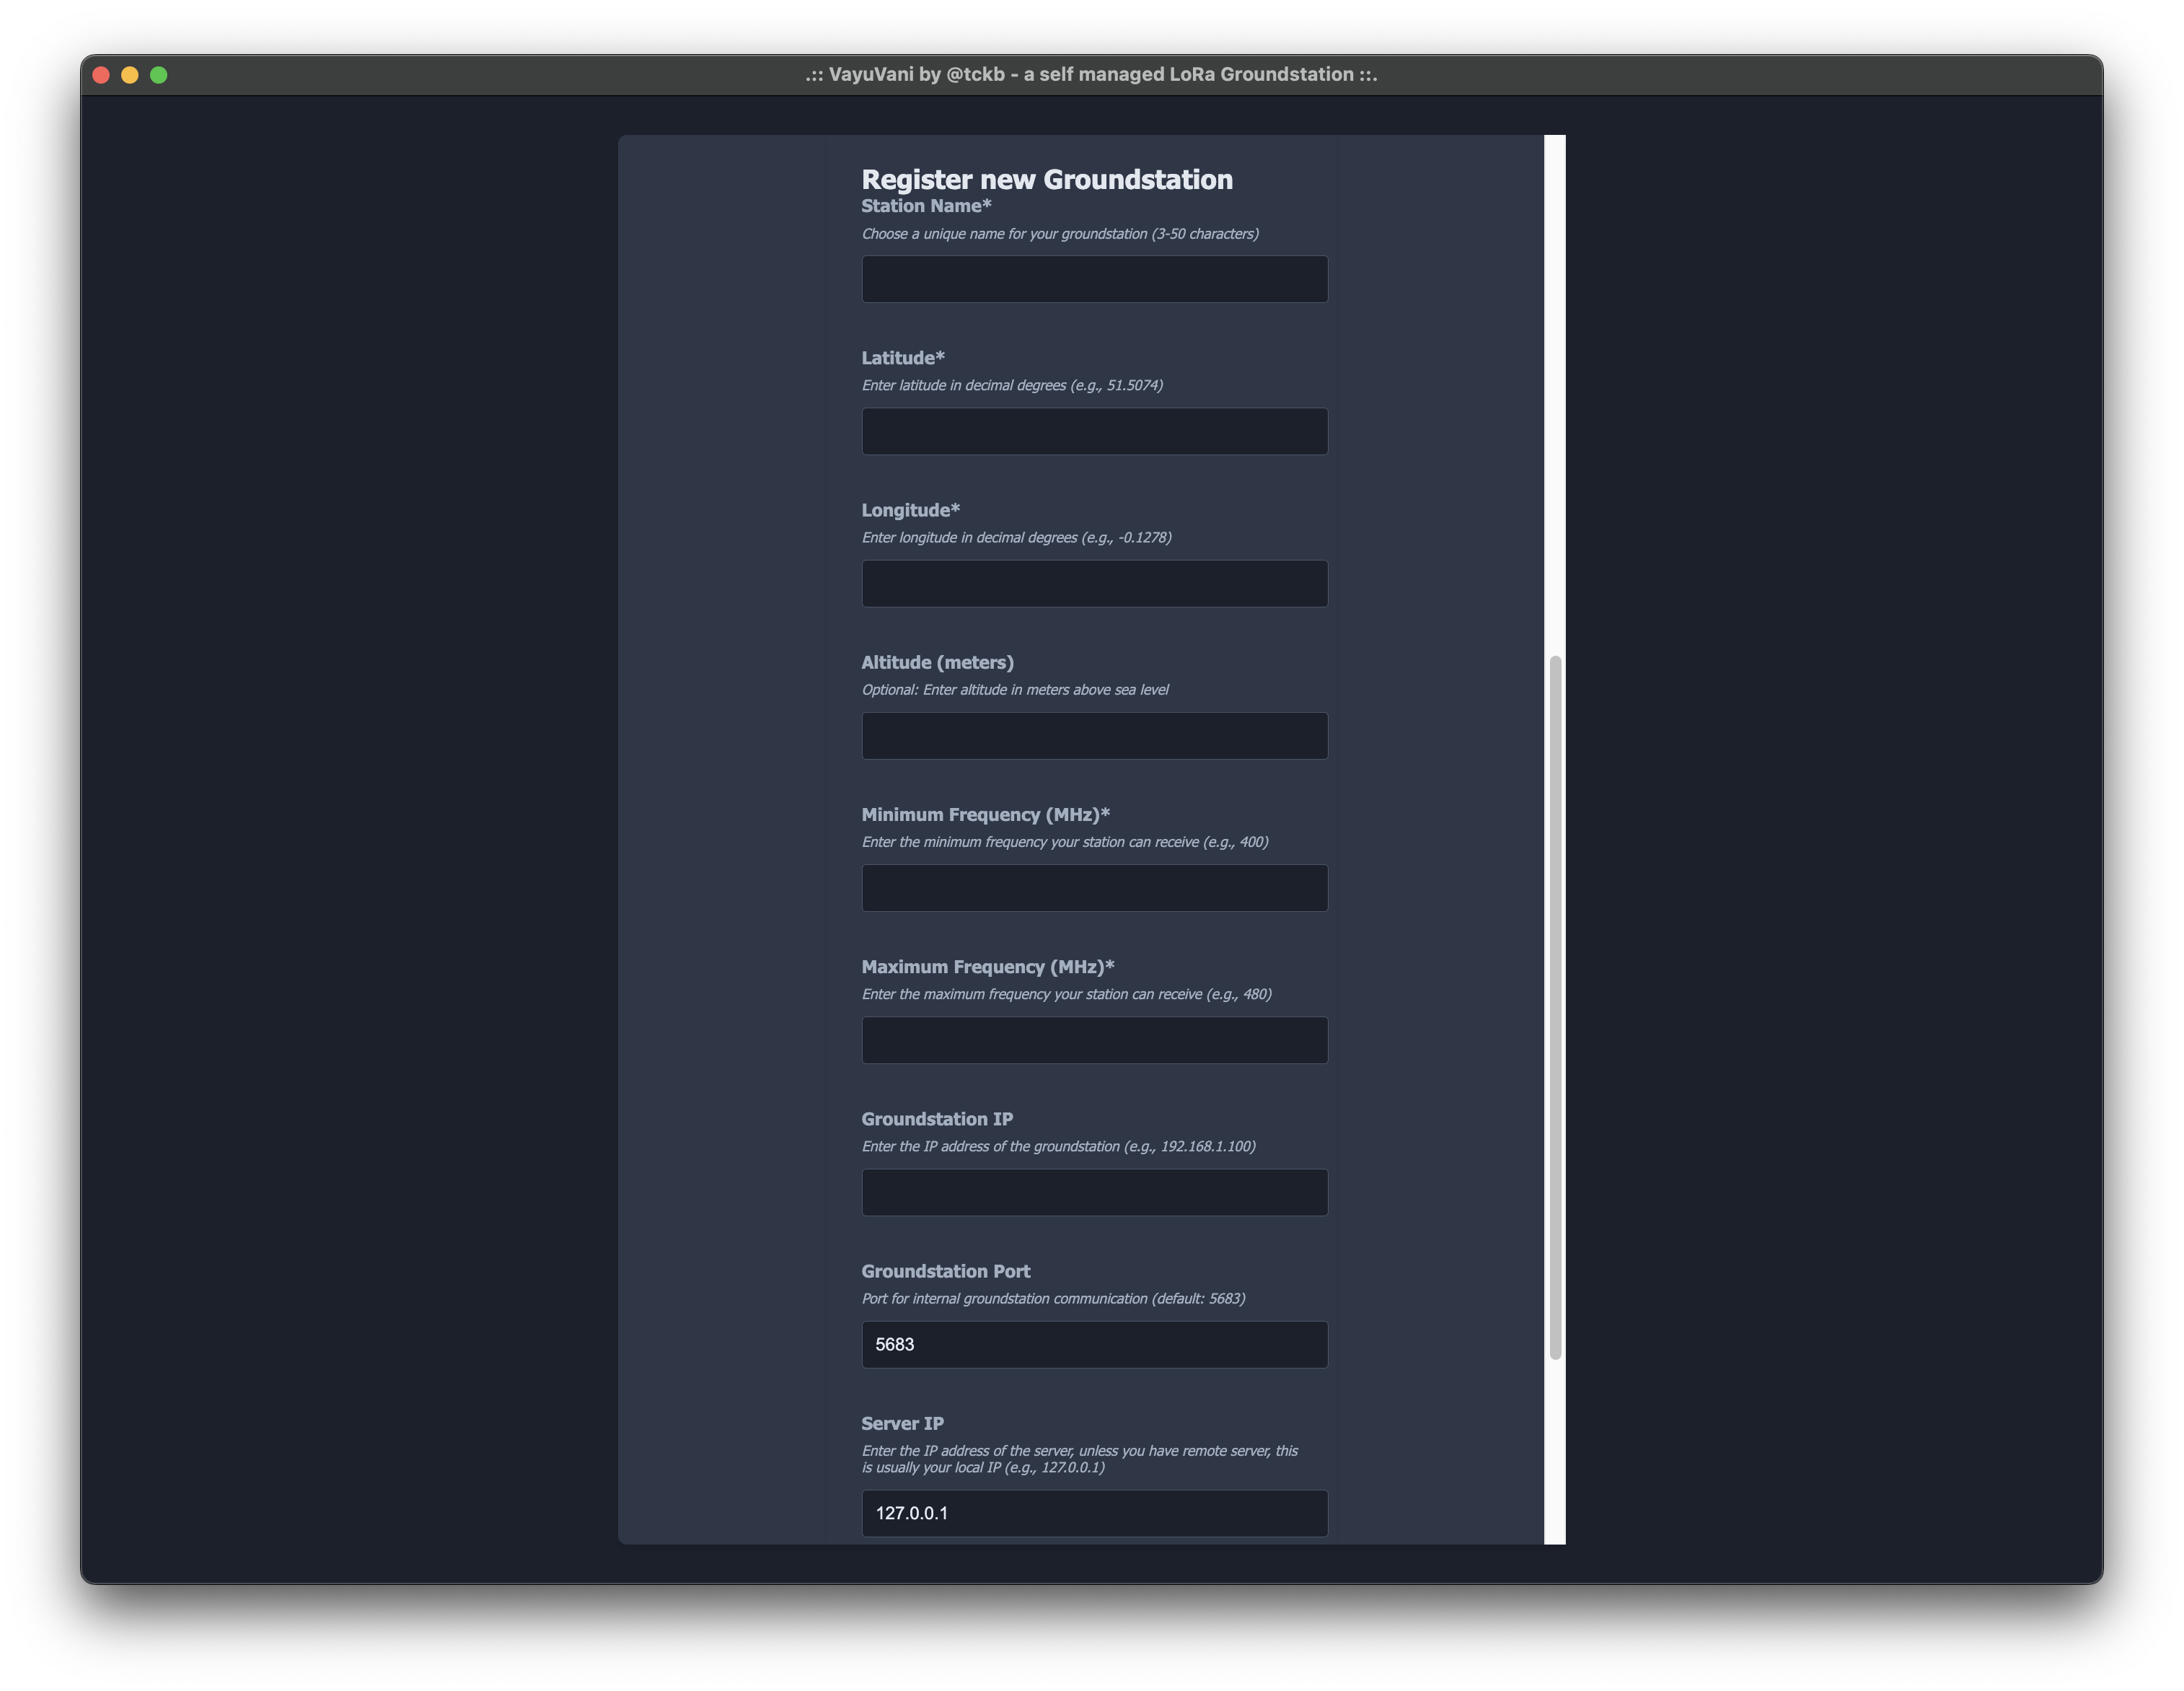 .:: VayuVani by @tckb - a self managed LoRa Groundstation ::.
Register new Groundstation
Station Name*
Choose a unique name for your groundstation (3-50 characters)
Latitude*
Enter latitude in decimal degrees (e.g., 51.5074)
Longitude*
Enter longitude in decimal degrees (e.g., -0.1278)
Altitude (meters)
Optional: Enter altitude in meters above sea level
Minimum Frequency (MHz)*
Enter the minimum frequency your station can receive (e.g., 400)
Maximum Frequency (MHz)*
Enter the maximum frequency your station can receive (e.g., 480)
Groundstation IP
Enter the IP address of the groundstation (e.g., 192.168.1.100)
Groundstation Port
Port for internal groundstation communication (default: 5683)
5683
Server IP
Enter the IP address of the server, unless you have remote server, this
is usually your local IP (e.g., 127.0.0.1)
127.0.0.1